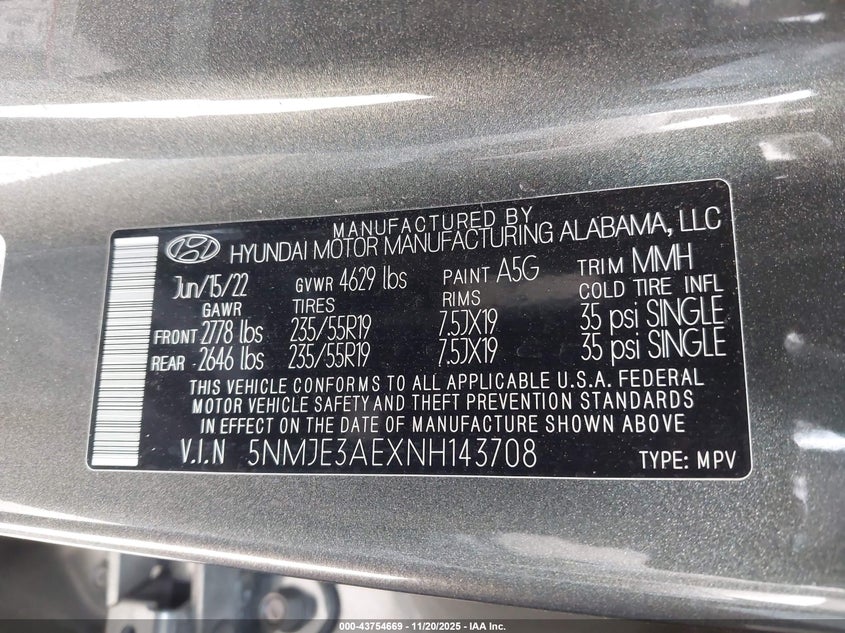 MANUFACTURED BY
HYUNDAI MOTOR MANUFACTURING ALABAMA, LLC
Jun/15/22 GVWR 4629 lbs PAINT A5G TRIM MMH
GAWR TIRES RIMS COLD TIRE INFL
FRONT 2778 lbs 235/55R19 7.5JX19 35 psi SINGLE
REAR 2646 lbs 235/55R19 7.5JX19 35 psi SINGLE
THIS VEHICLE CONFORMS TO ALL APPLICABLE U.S.A. FEDERAL
MOTOR VEHICLE SAFETY AND THEFT PREVENTION STANDARDS
IN EFFECT ON THE DATE OF MANUFACTURE SHOWN ABOVE
V.I.N 5NMJE3AEXNH143708 TYPE: MPV
000-43754669 - 11/20/2025 - IAA Inc.